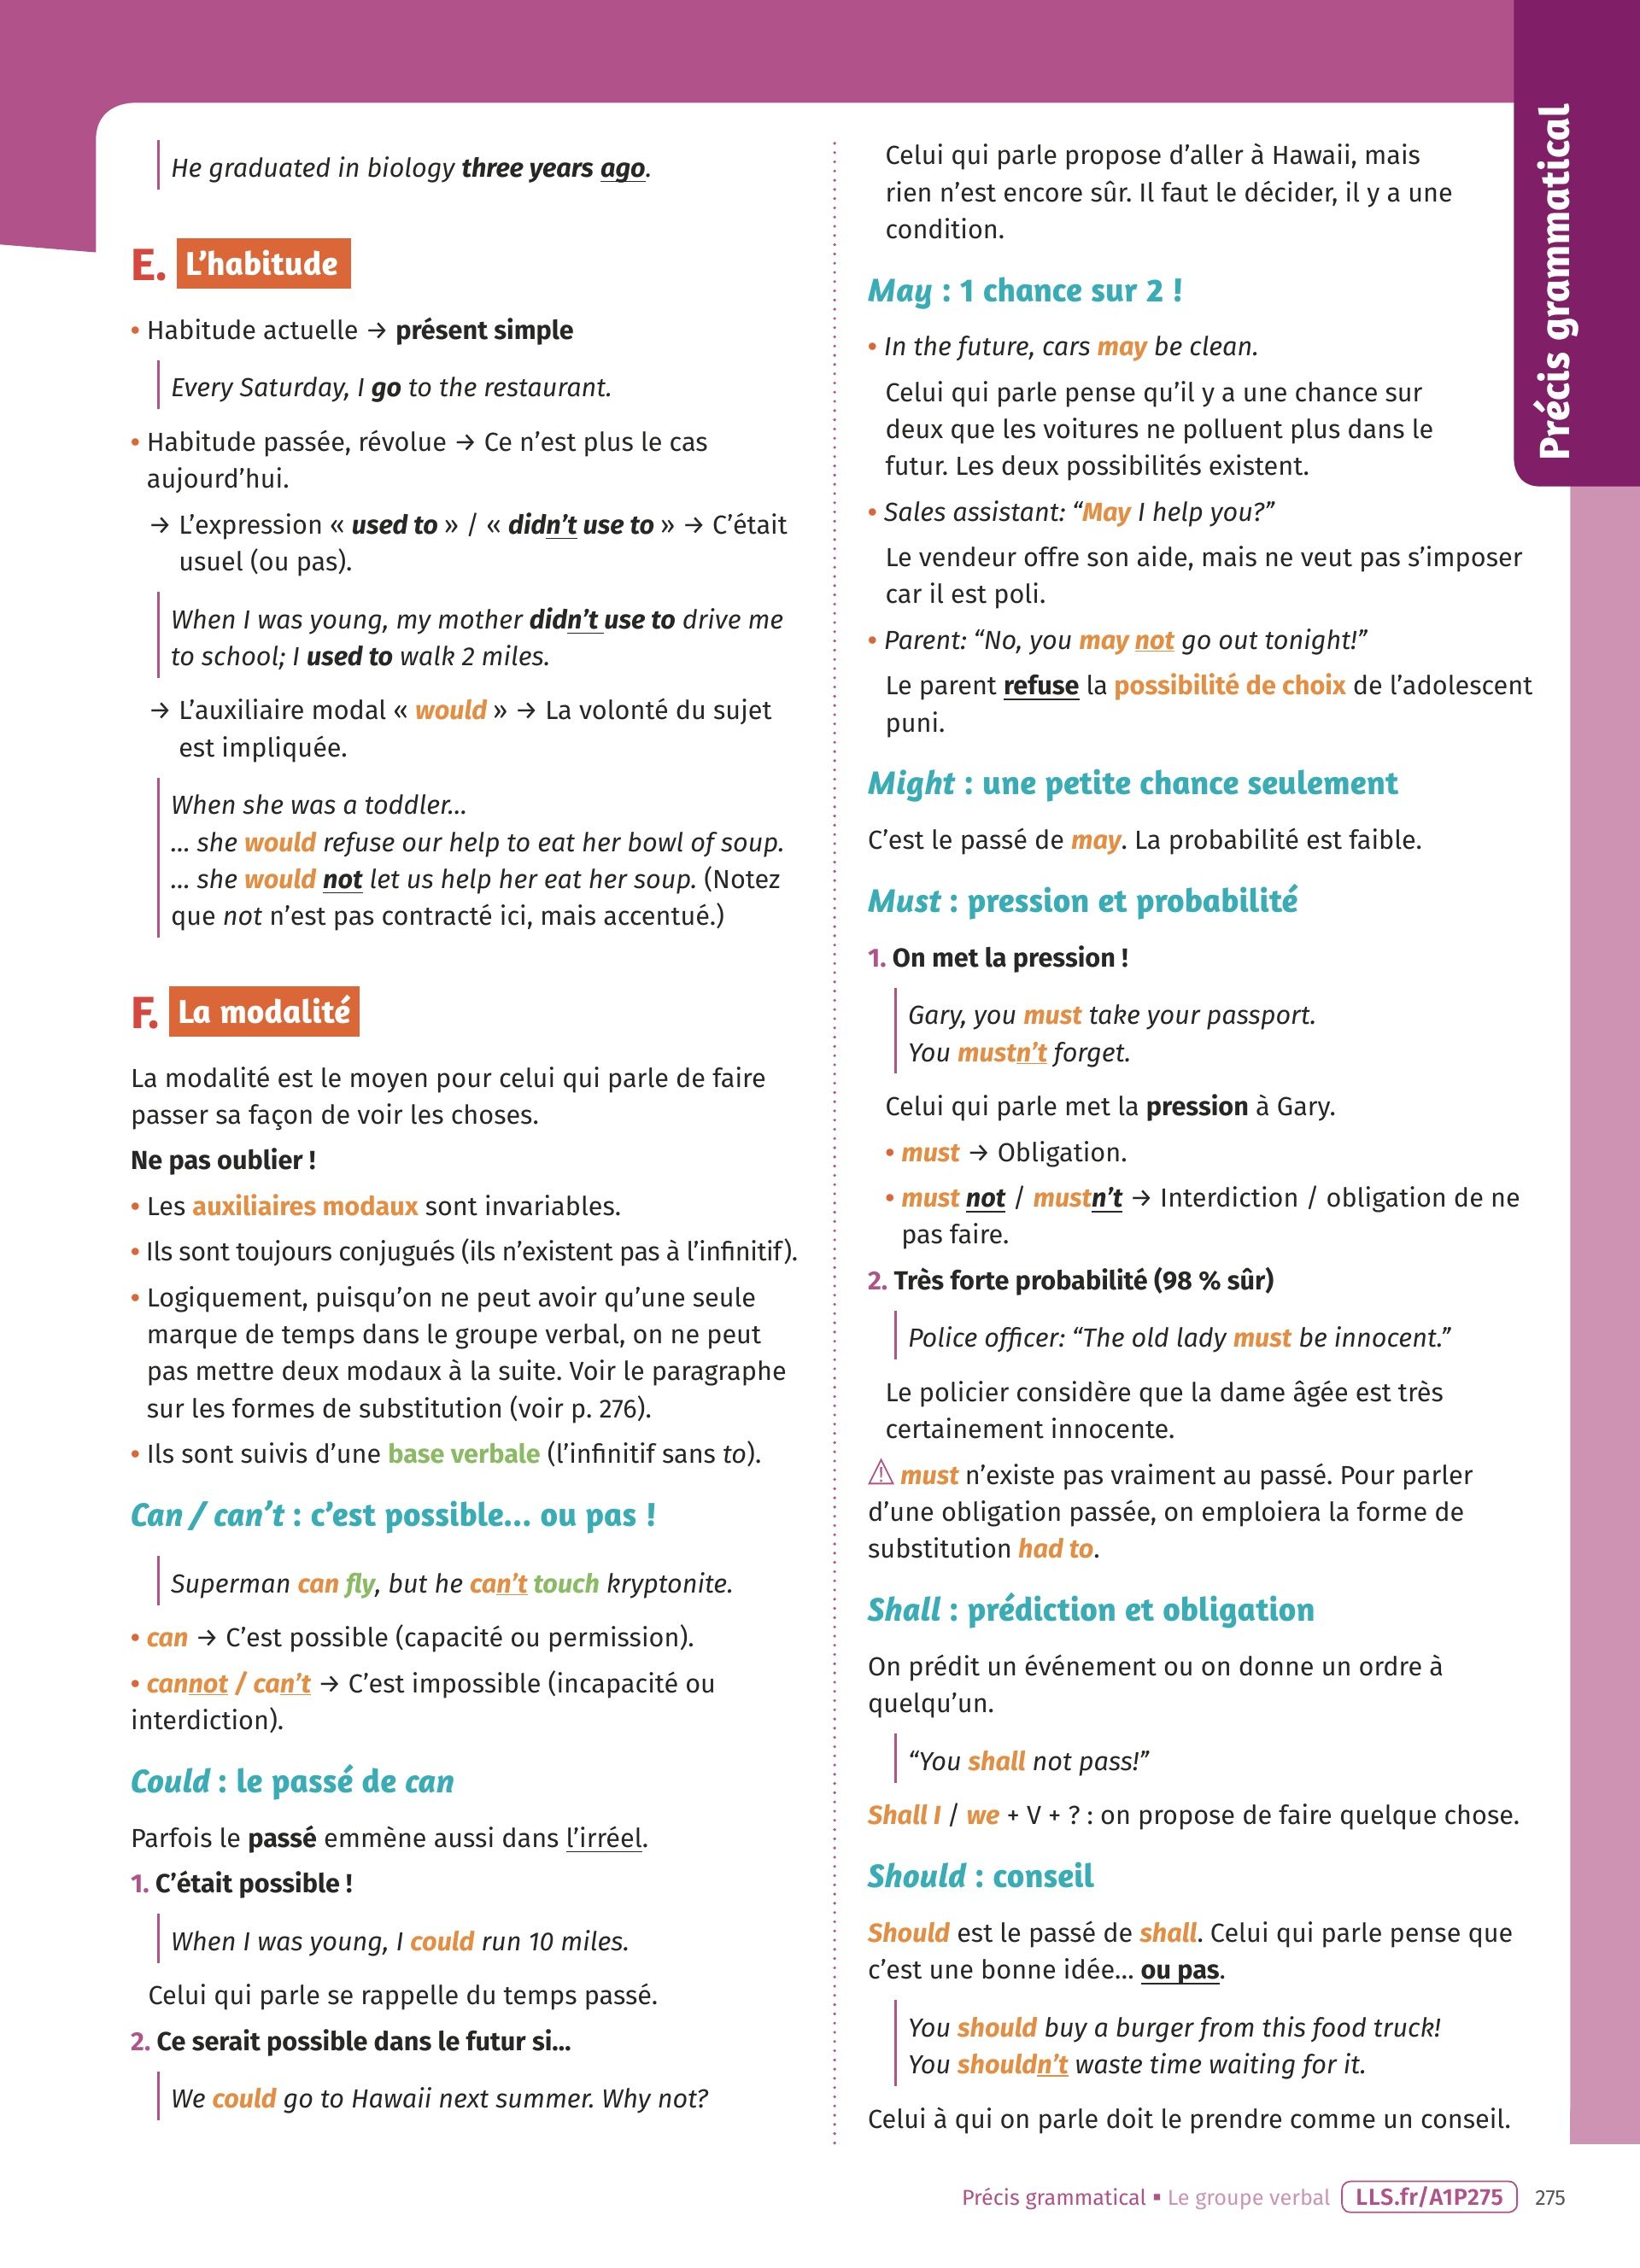 He graduated in biology three years ago.
E. L’habitude
• Habitude actuelle → présent simple
Every Saturday, I go to the restaurant.
• Habitude passée, révolue → Ce n’est plus le cas
aujourd’hui.
→ L’expression « used to » / « didn’t use to » → C’était
usuel (ou pas).
When I was young, my mother didn’t use to drive me
to school; I used to walk 2 miles.
→ L’auxiliaire modal « would » → La volonté du sujet
est impliquée.
When she was a toddler...
... she would refuse our help to eat her bowl of soup.
... she would not let us help her eat her soup. (Notez
que not n’est pas contracté ici, mais accentué.)
F. La modalité
La modalité est le moyen pour celui qui parle de faire
passer sa façon de voir les choses.
Ne pas oublier !
• Les auxiliaires modaux sont invariables.
• Ils sont toujours conjugués (ils n’existent pas à l’infinitif).
• Logiquement, puisqu’on ne peut avoir qu’une seule
marque de temps dans le groupe verbal, on ne peut
pas mettre deux modaux à la suite. Voir le paragraphe
sur les formes de substitution (voir p. 276).
• Ils sont suivis d’une base verbale (l’infinitif sans to).
Can / can’t : c’est possible... ou pas !
Superman can fly, but he can’t touch kryptonite.
• can → C’est possible (capacité ou permission).
• cannot / can’t → C’est impossible (incapacité ou
interdiction).
Could : le passé de can
Parfois le passé emmène aussi dans l’irréel.
1. C’était possible !
When I was young, I could run 10 miles.
Celui qui parle se rappelle du temps passé.
2. Ce serait possible dans le futur si...
We could go to Hawaii next summer. Why not?
Celui qui parle propose d’aller à Hawaii, mais
rien n’est encore sûr. Il faut le décider, il y a une
condition.
May : 1 chance sur 2 !
• In the future, cars may be clean.
Celui qui parle pense qu’il y a une chance sur
deux que les voitures ne polluent plus dans le
futur. Les deux possibilités existent.
• Sales assistant: “May I help you?”
Le vendeur offre son aide, mais ne veut pas s’imposer
car il est poli.
• Parent: “No, you may not go out tonight!”
Le parent refuse la possibilité de choix de l’adolescent
puni.
Might : une petite chance seulement
C’est le passé de may. La probabilité est faible.
Must : pression et probabilité
1. On met la pression !
Gary, you must take your passport.
You mustn’t forget.
Celui qui parle met la pression à Gary.
• must → Obligation.
• must not / mustn’t → Interdiction / obligation de ne
pas faire.
2. Très forte probabilité (98 % sûr)
Police officer: “The old lady must be innocent.”
Le policier considère que la dame âgée est très
certainement innocente.
⚠ must n’existe pas vraiment au passé. Pour parler
d’une obligation passée, on emploiera la forme de
substitution had to.
Shall : prédiction et obligation
On prédit un événement ou on donne un ordre à
quelqu’un.
“You shall not pass!”
Shall I / we + V + ? : on propose de faire quelque chose.
Should : conseil
Should est le passé de shall. Celui qui parle pense que
c’est une bonne idée... ou pas.
You should buy a burger from this food truck!
You shouldn’t waste time waiting for it.
Celui à qui on parle doit le prendre comme un conseil.
Précis grammatical
Précis grammatical ▪ Le groupe verbal LLS.fr/A1P275 275